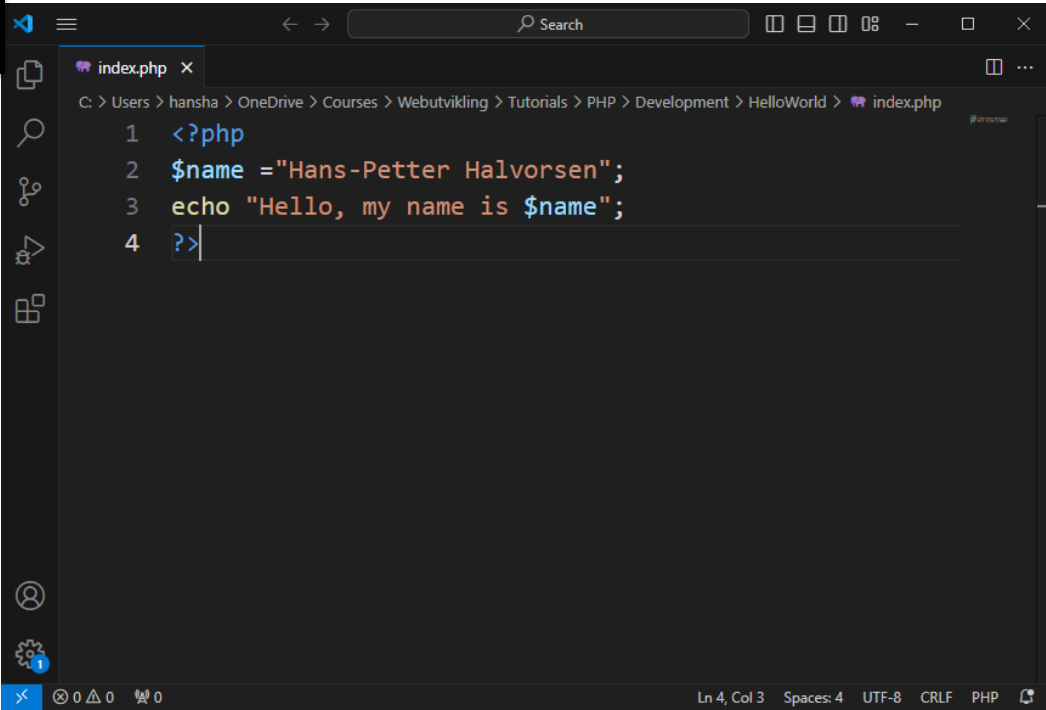 Search
index.php
C: > Users > hansha > OneDrive > Courses > Webutvikling > Tutorials > PHP > Development > HelloWorld > index.php
1 <?php
2 $name ="Hans-Petter Halvorsen";
3 echo "Hello, my name is $name";
4 ?>
1
0 0 0 Ln 4, Col 3 Spaces: 4 UTF-8 CRLF PHP